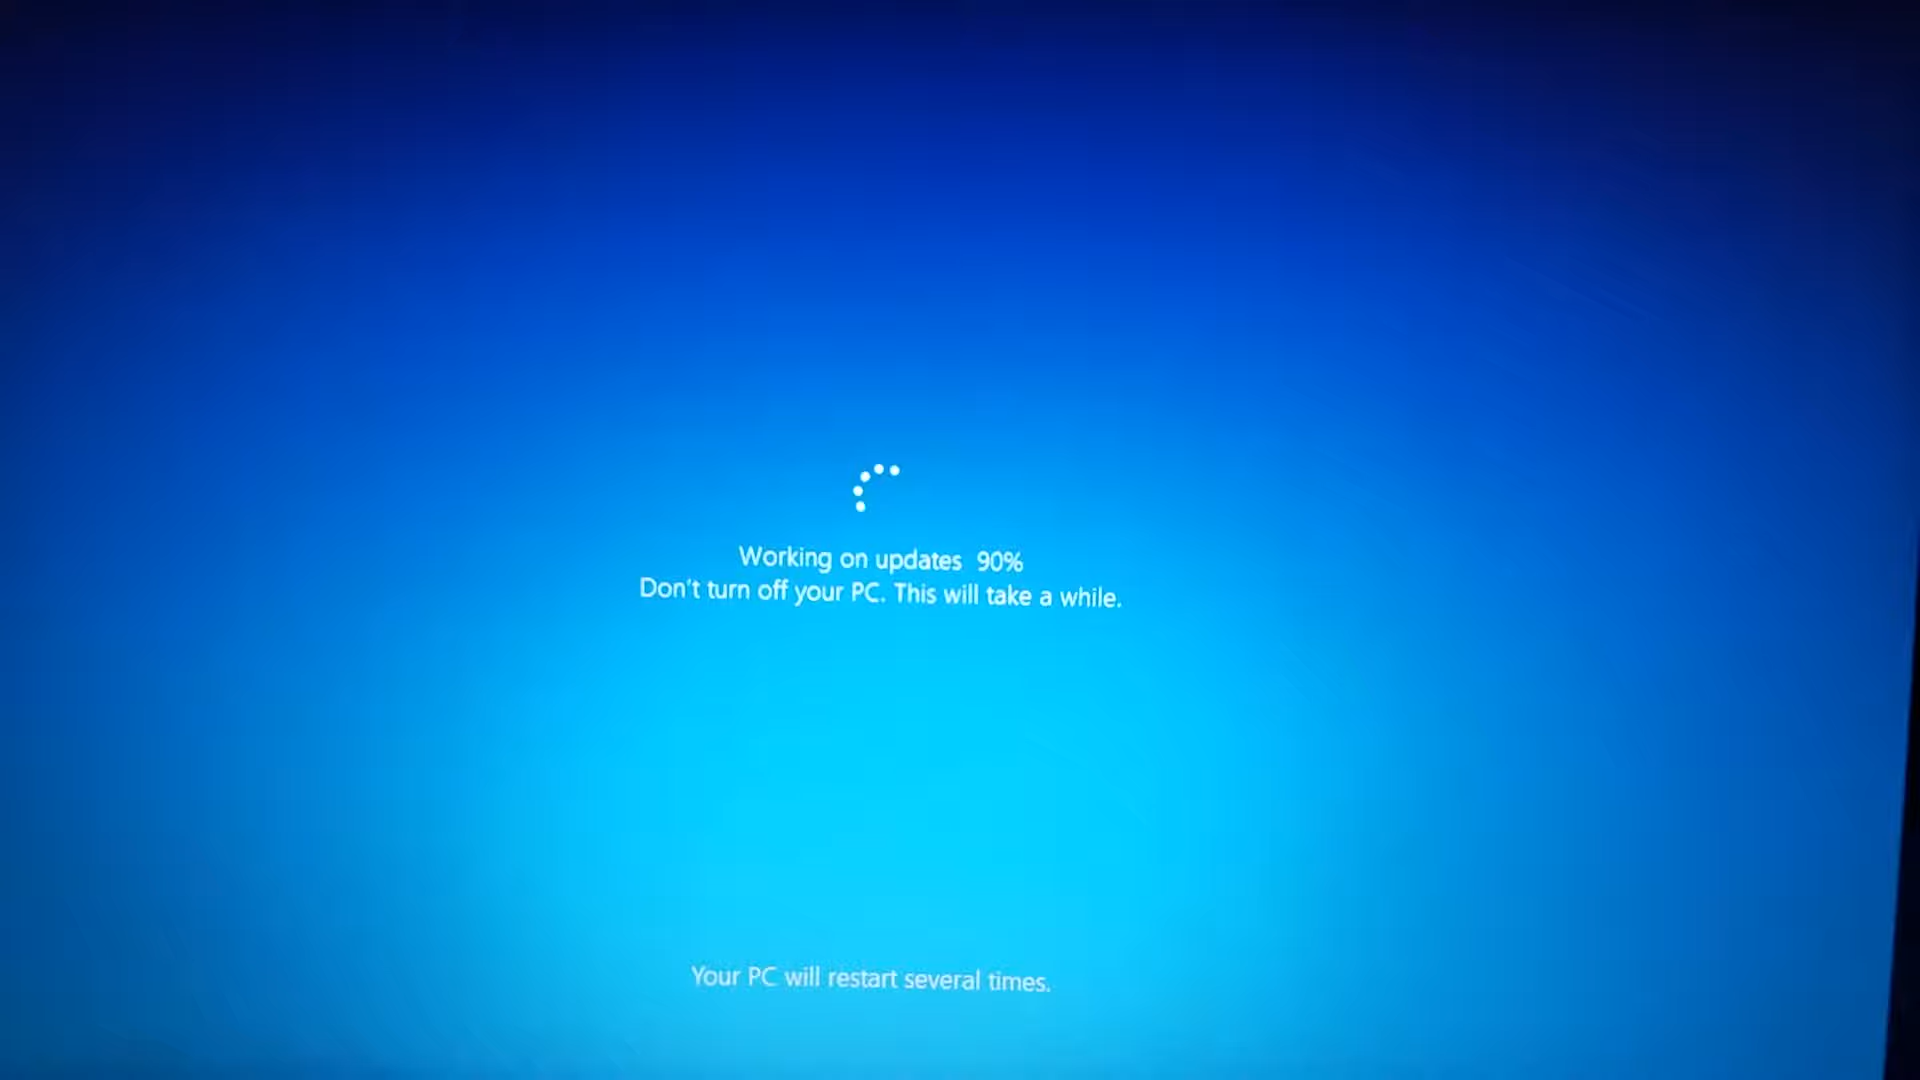 Working on updates 90%
Don't turn off your PC. This will take a while.
Your PC will restart several times.